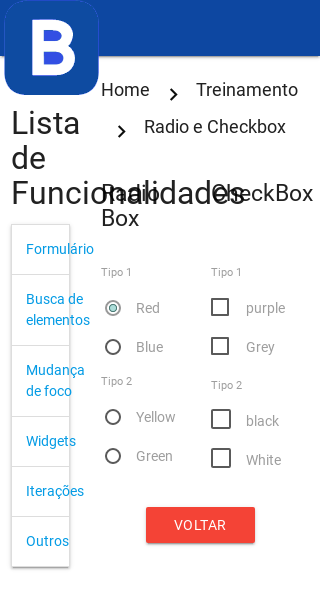 B
Home > Treinamento
> Radio e Checkbox
Lista
de
Funcionalidades
Formulário
Busca de
elementos
Mudança
de foco
Widgets
Iterações
Outros
Radio
Box
Tipo 1
Red
Blue
Tipo 2
Yellow
Green
CheckBox
Tipo 1
purple
Grey
Tipo 2
black
White
VOLTAR